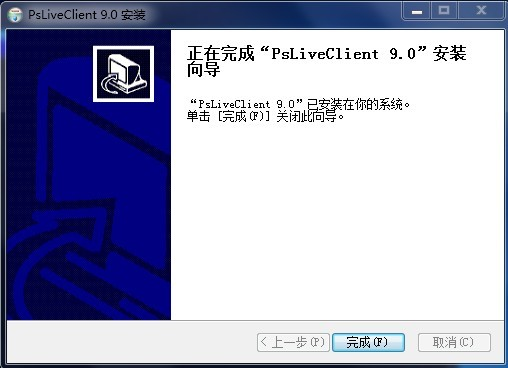 PsLiveClient 9.0 安装
正在完成“PsLiveClient 9.0”安装
向导
“PsLiveClient 9.0”已安装在你的系统。
单击 [完成(F)] 关闭此向导。
< 上一步(P) 完成(F) 取消(C)